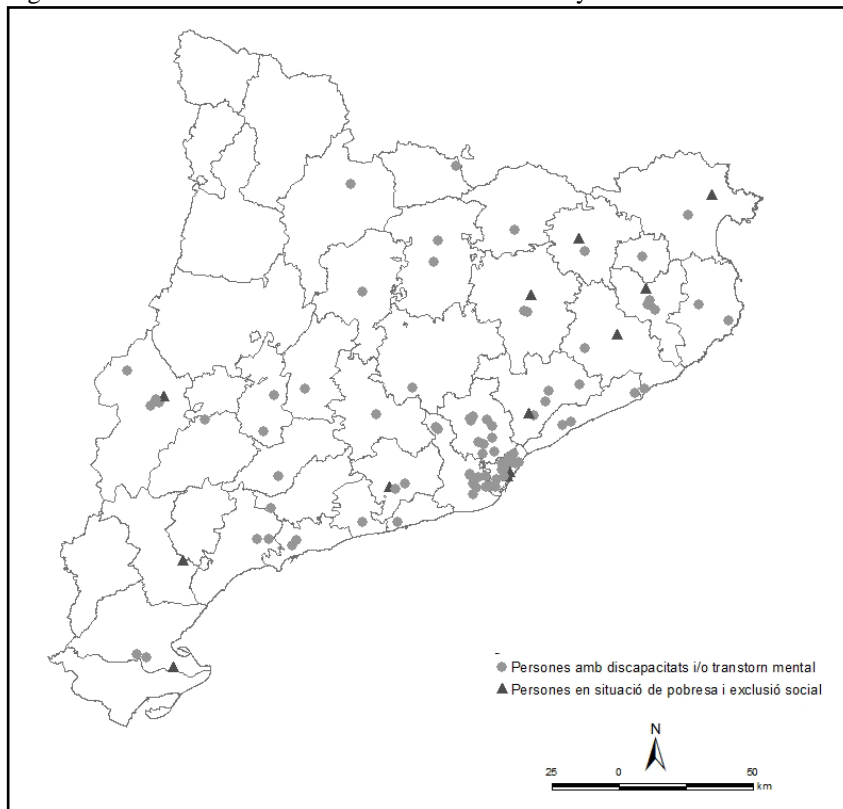 Persones amb discapacitats i/o transtorn mental
Persones en situació de pobresa i exclusió social
N
25 0 50
km